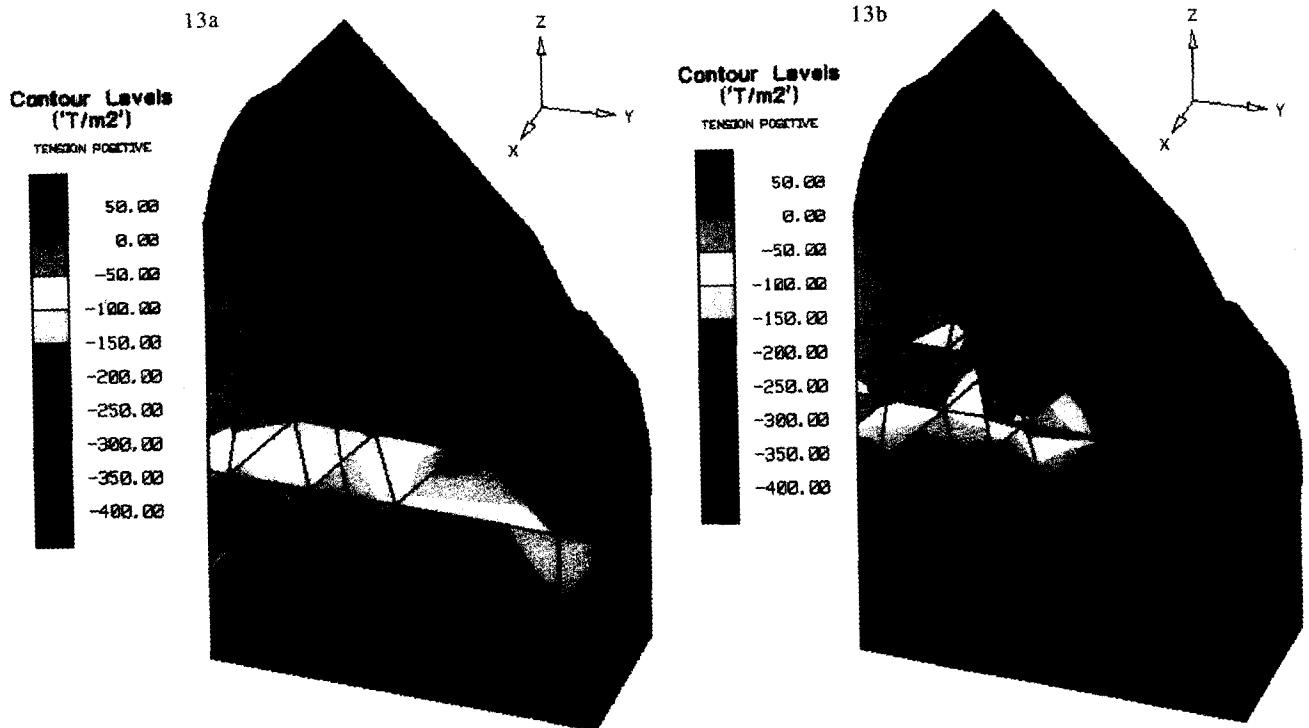 13a
Z
Y
X
Contour Levels
('T/m2')
TENSION POSETIVE
50.00
0.00
-50.00
-100.00
-150.00
-200.00
-250.00
-300.00
-350.00
-400.00
13b
Z
Y
X
Contour Levels
('T/m2')
TENSION POSETIVE
50.00
0.00
-50.00
-100.00
-150.00
-200.00
-250.00
-300.00
-350.00
-400.00